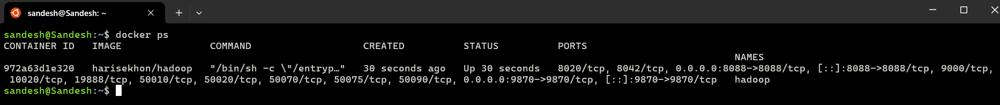 sandesh@Sandesh: ~
sandesh@Sandesh:~$ docker ps
CONTAINER ID   IMAGE               COMMAND                   CREATED          STATUS          PORTS
                                                                                                                            NAMES
972a63d1e320   harisekhon/hadoop   "/bin/sh -c \"/entryp…"   30 seconds ago   Up 30 seconds   8020/tcp, 8042/tcp, 0.0.0.0:8088->8088/tcp, [::]:8088->8088/tcp, 9000/tcp,
 10020/tcp, 19888/tcp, 50010/tcp, 50020/tcp, 50070/tcp, 50075/tcp, 50090/tcp, 0.0.0.0:9870->9870/tcp, [::]:9870->9870/tcp   hadoop
sandesh@Sandesh:~$